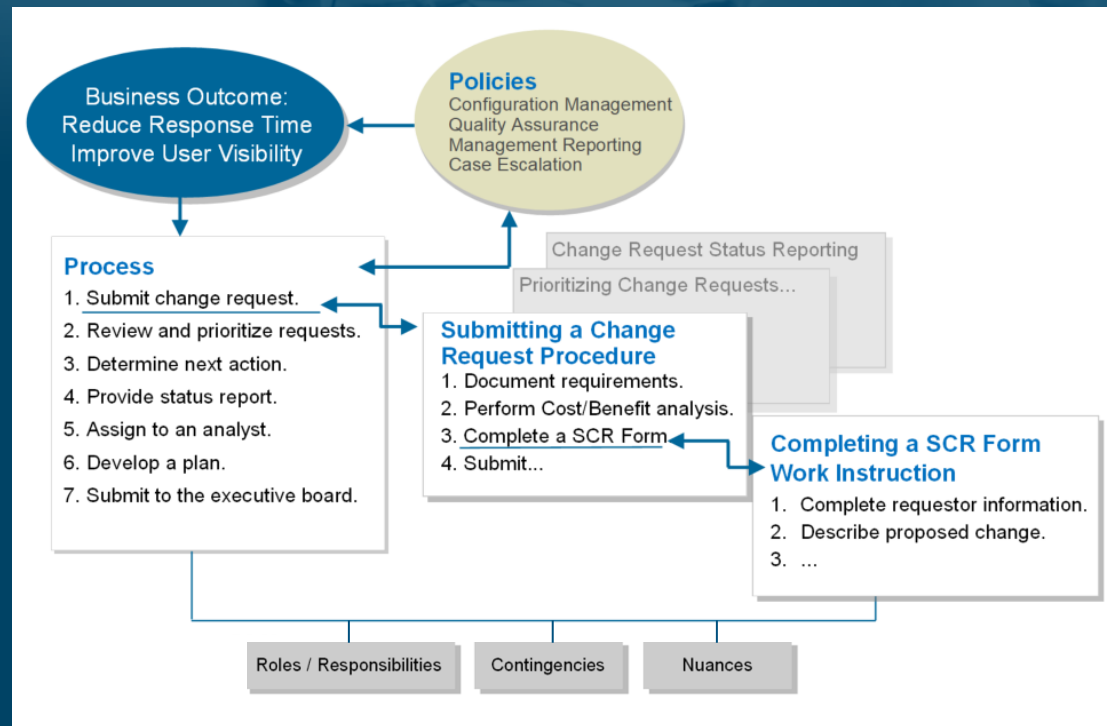 Business Outcome:
Reduce Response Time
Improve User Visibility
Policies
Configuration Management
Quality Assurance
Management Reporting
Case Escalation
Process
1. Submit change request.
2. Review and prioritize requests.
3. Determine next action.
4. Provide status report.
5. Assign to an analyst.
6. Develop a plan.
7. Submit to the executive board.
Change Request Status Reporting
Prioritizing Change Requests...
Submitting a Change
Request Procedure
1. Document requirements.
2. Perform Cost/Benefit analysis.
3. Complete a SCR Form
4. Submit...
Completing a SCR Form
Work Instruction
1. Complete requestor information.
2. Describe proposed change.
3. ...
Roles / Responsibilities
Contingencies
Nuances